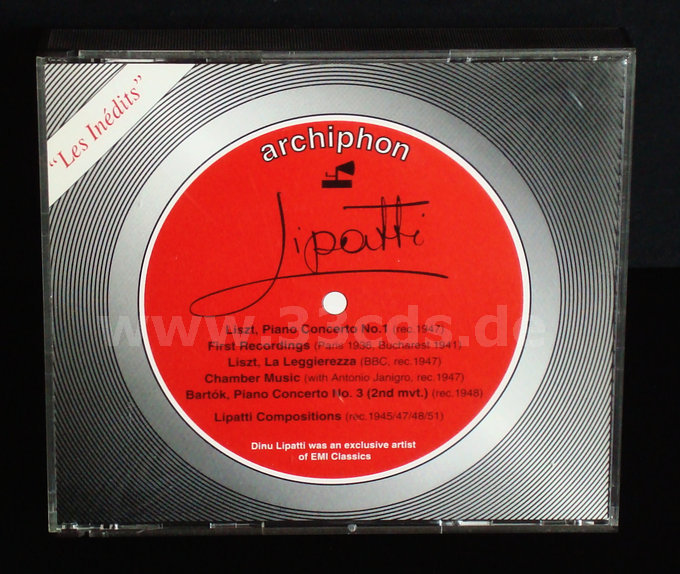 "Les Inédits"
archiphon
Lipatti
Liszt, Piano Concerto No.1 (rec.1947)
First Recordings (Paris 1936, Bucharest 1941)
Liszt, La Leggierezza (BBC, rec.1947)
Chamber Music (with Antonio Janigro, rec.1947)
Bartók, Piano Concerto No. 3 (2nd mvt.) (rec.1948)
Lipatti Compositions (rec.1945/47/48/51)
Dinu Lipatti was an exclusive artist
of EMI Classics
www.33cds.de